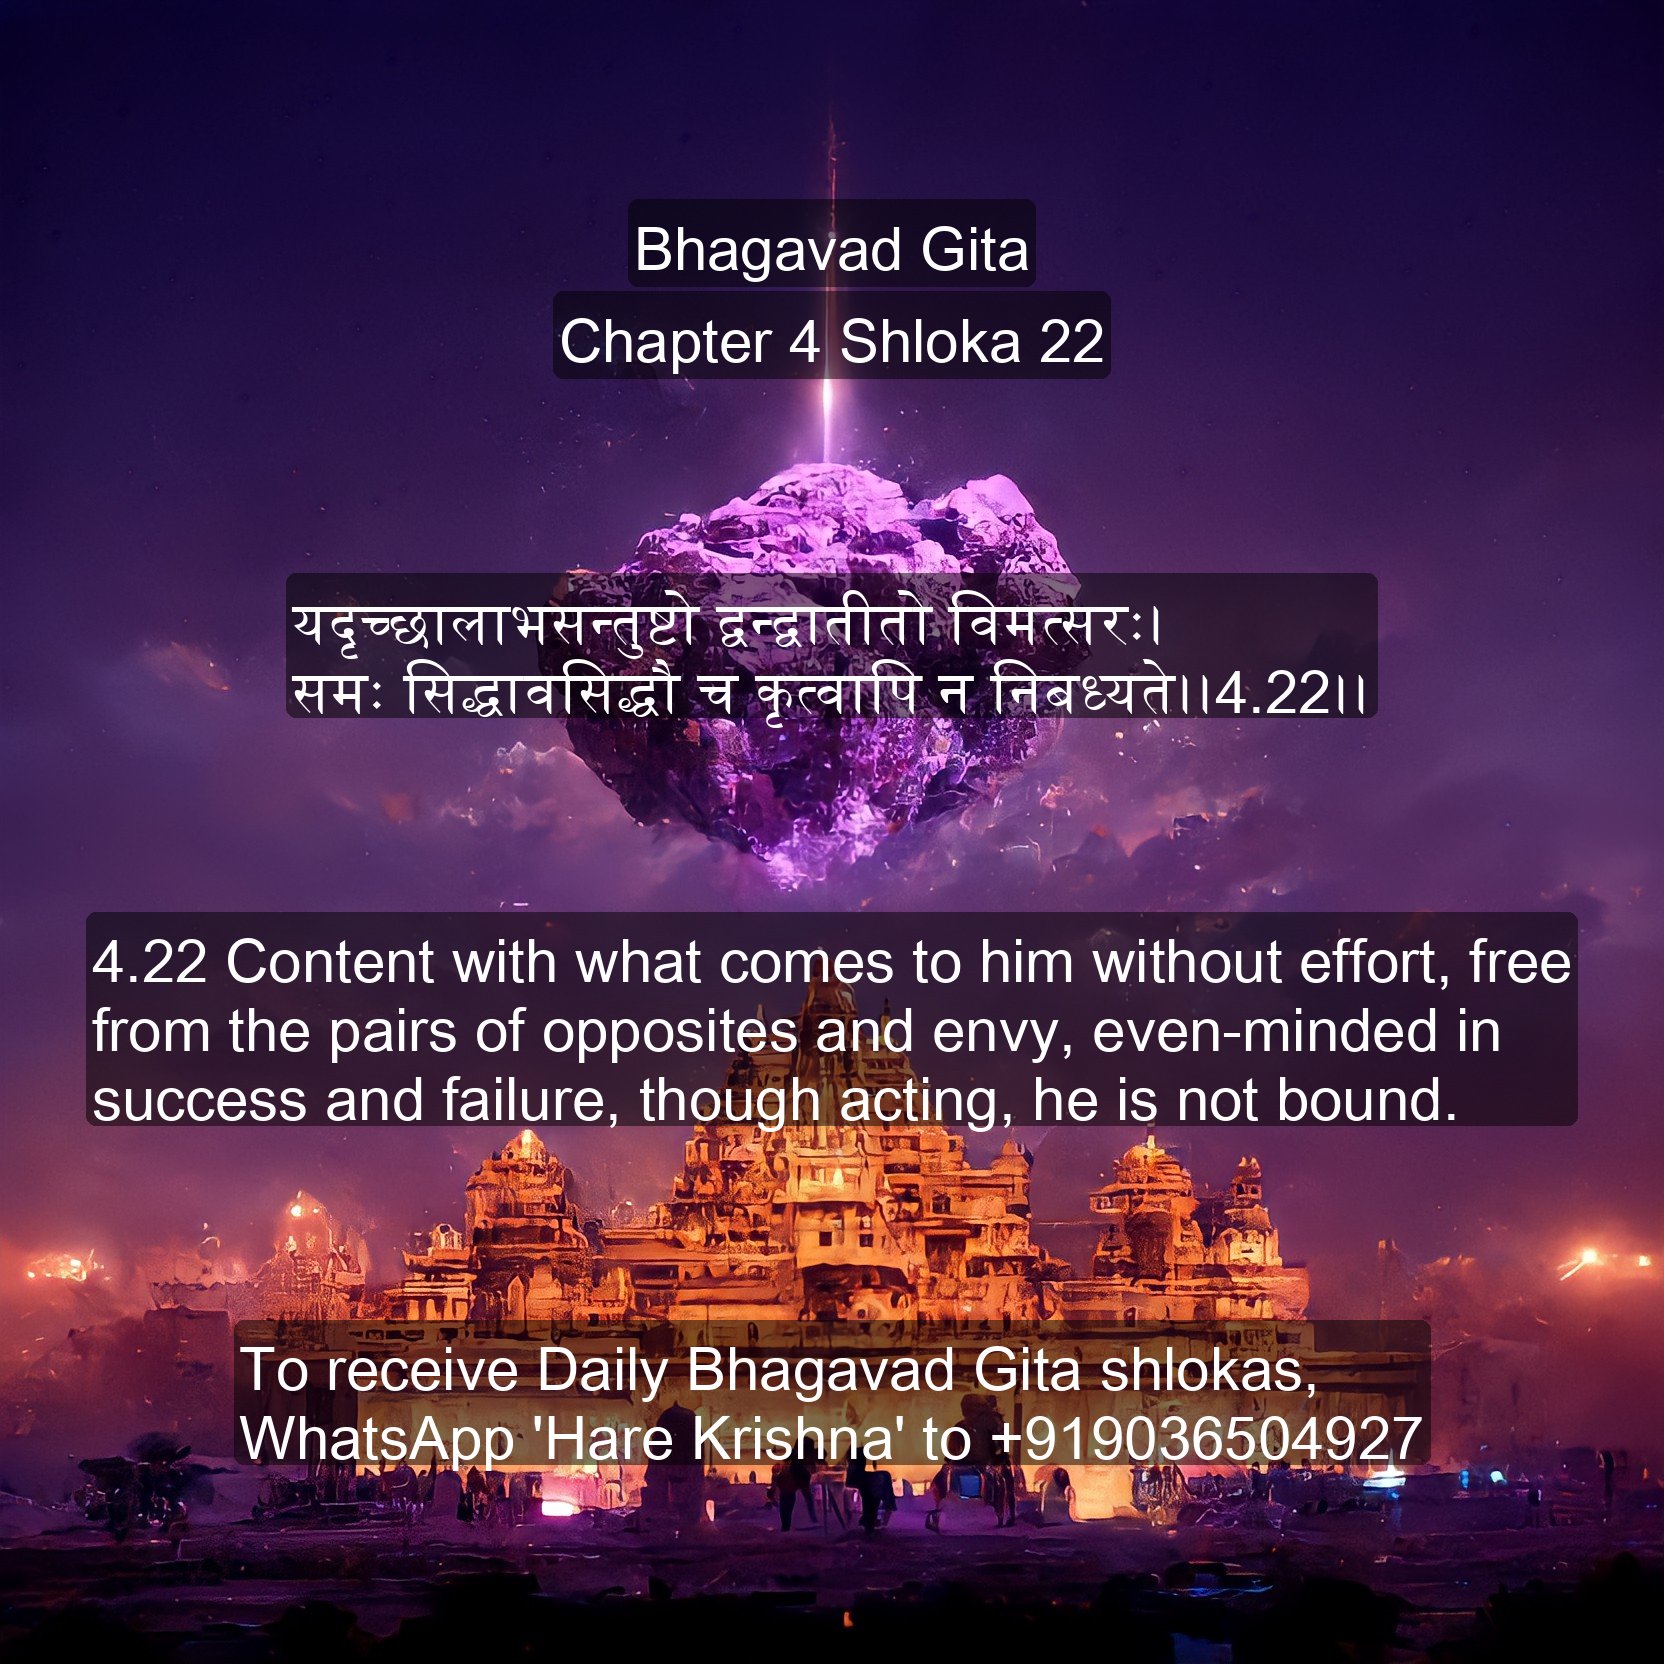 Bhagavad Gita
Chapter 4 Shloka 22
यदृच्छालाभसन्तुष्टो द्वन्द्वातीतो विमत्सरः।
समः सिद्धावसिद्धौ च कृत्वापि न निबध्यते।।4.22।।
4.22 Content with what comes to him without effort, free
from the pairs of opposites and envy, even-minded in
success and failure, though acting, he is not bound.
To receive Daily Bhagavad Gita shlokas,
WhatsApp 'Hare Krishna' to +919036504927